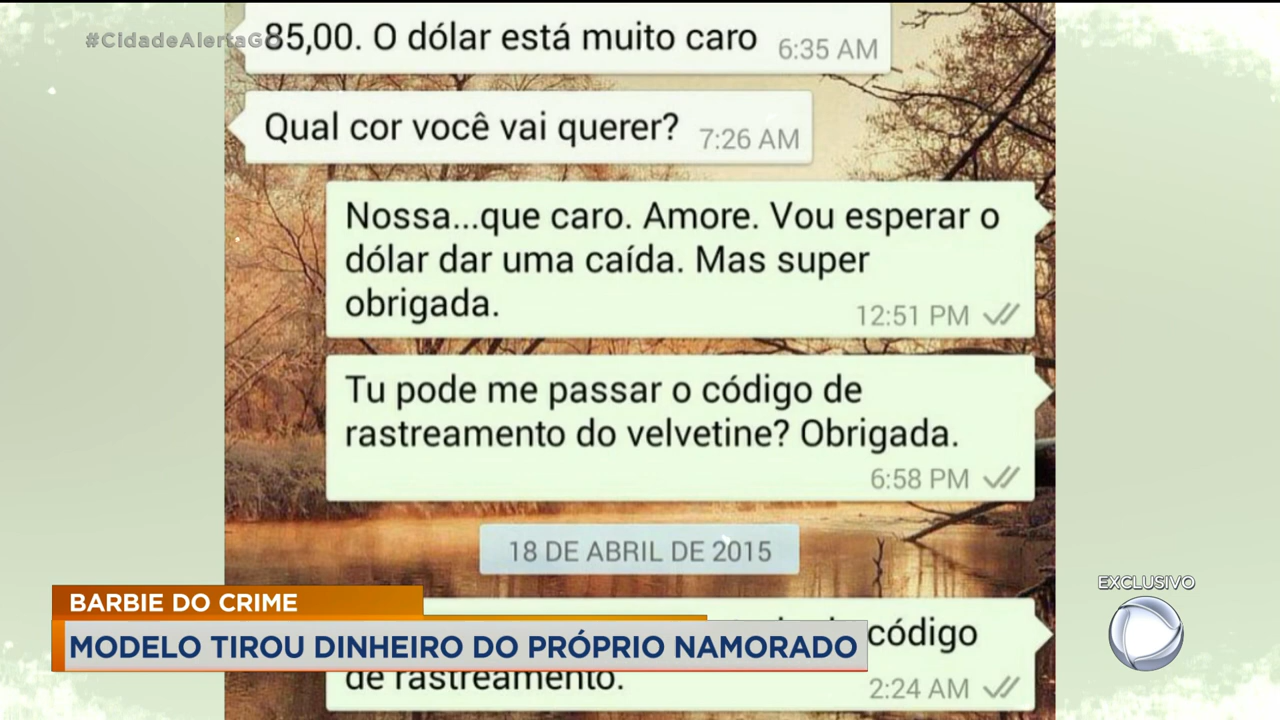 #CidadeAlertaGO
85,00. O dólar está muito caro
6:35 AM
Qual cor você vai querer?
7:26 AM
Nossa...que caro. Amore. Vou esperar o
dólar dar uma caída. Mas super
obrigada.
12:51 PM
Tu pode me passar o código de
rastreamento do velvetine? Obrigada.
6:58 PM
18 DE ABRIL DE 2015
código
de rastreamento.
2:24 AM
EXCLUSIVO
BARBIE DO CRIME
MODELO TIROU DINHEIRO DO PRÓPRIO NAMORADO